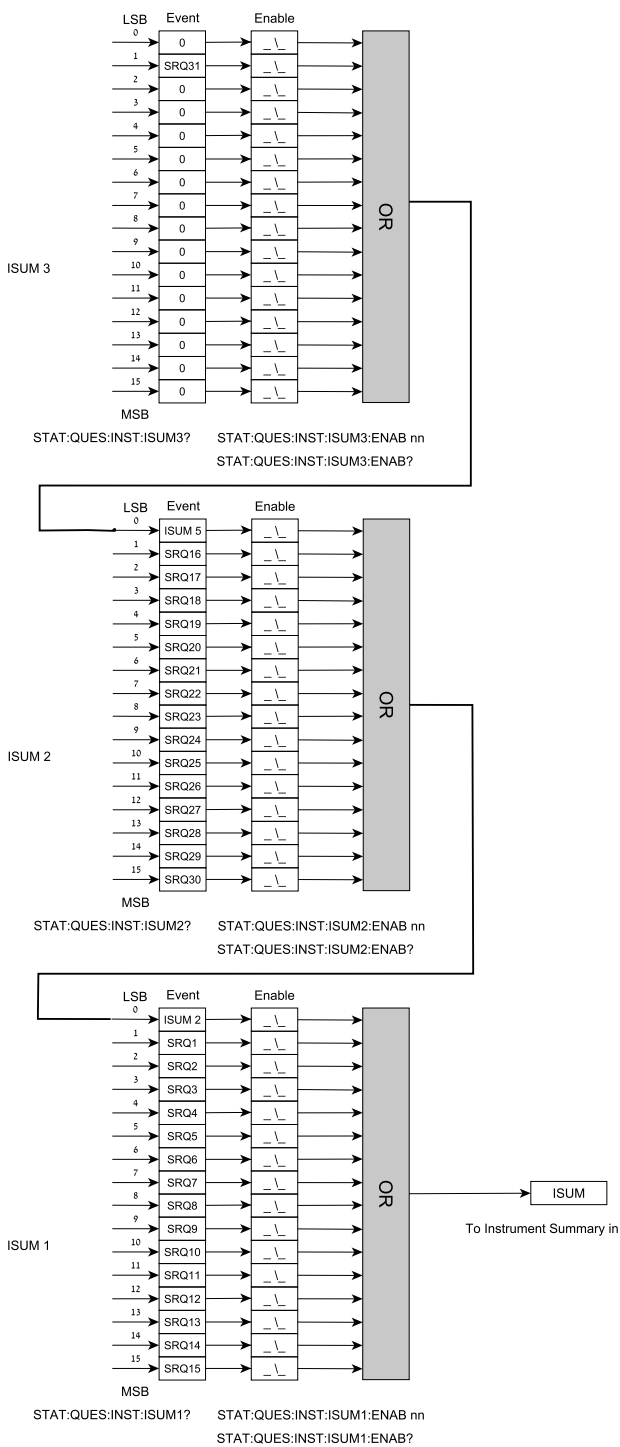 LSB Event Enable
0 0 _\_
1 SRQ31 _\_
2 0 _\_
3 0 _\_
4 0 _\_
5 0 _\_
6 0 _\_
7 0 _\_
8 0 _\_
9 0 _\_
10 0 _\_
11 0 _\_
12 0 _\_
13 0 _\_
14 0 _\_
15 0 _\_
OR
ISUM 3
MSB
STAT:QUES:INST:ISUM3? STAT:QUES:INST:ISUM3:ENAB nn
STAT:QUES:INST:ISUM3:ENAB?
LSB Event Enable
0 ISUM 5 _\_
1 SRQ16 _\_
2 SRQ17 _\_
3 SRQ18 _\_
4 SRQ19 _\_
5 SRQ20 _\_
6 SRQ21 _\_
7 SRQ22 _\_
8 SRQ23 _\_
9 SRQ24 _\_
10 SRQ25 _\_
11 SRQ26 _\_
12 SRQ27 _\_
13 SRQ28 _\_
14 SRQ29 _\_
15 SRQ30 _\_
OR
ISUM 2
MSB
STAT:QUES:INST:ISUM2? STAT:QUES:INST:ISUM2:ENAB nn
STAT:QUES:INST:ISUM2:ENAB?
LSB Event Enable
0 ISUM 2 _\_
1 SRQ1 _\_
2 SRQ2 _\_
3 SRQ3 _\_
4 SRQ4 _\_
5 SRQ5 _\_
6 SRQ6 _\_
7 SRQ7 _\_
8 SRQ8 _\_
9 SRQ9 _\_
10 SRQ10 _\_
11 SRQ11 _\_
12 SRQ12 _\_
13 SRQ13 _\_
14 SRQ14 _\_
15 SRQ15 _\_
OR
ISUM
To Instrument Summary in
ISUM 1
MSB
STAT:QUES:INST:ISUM1? STAT:QUES:INST:ISUM1:ENAB nn
STAT:QUES:INST:ISUM1:ENAB?